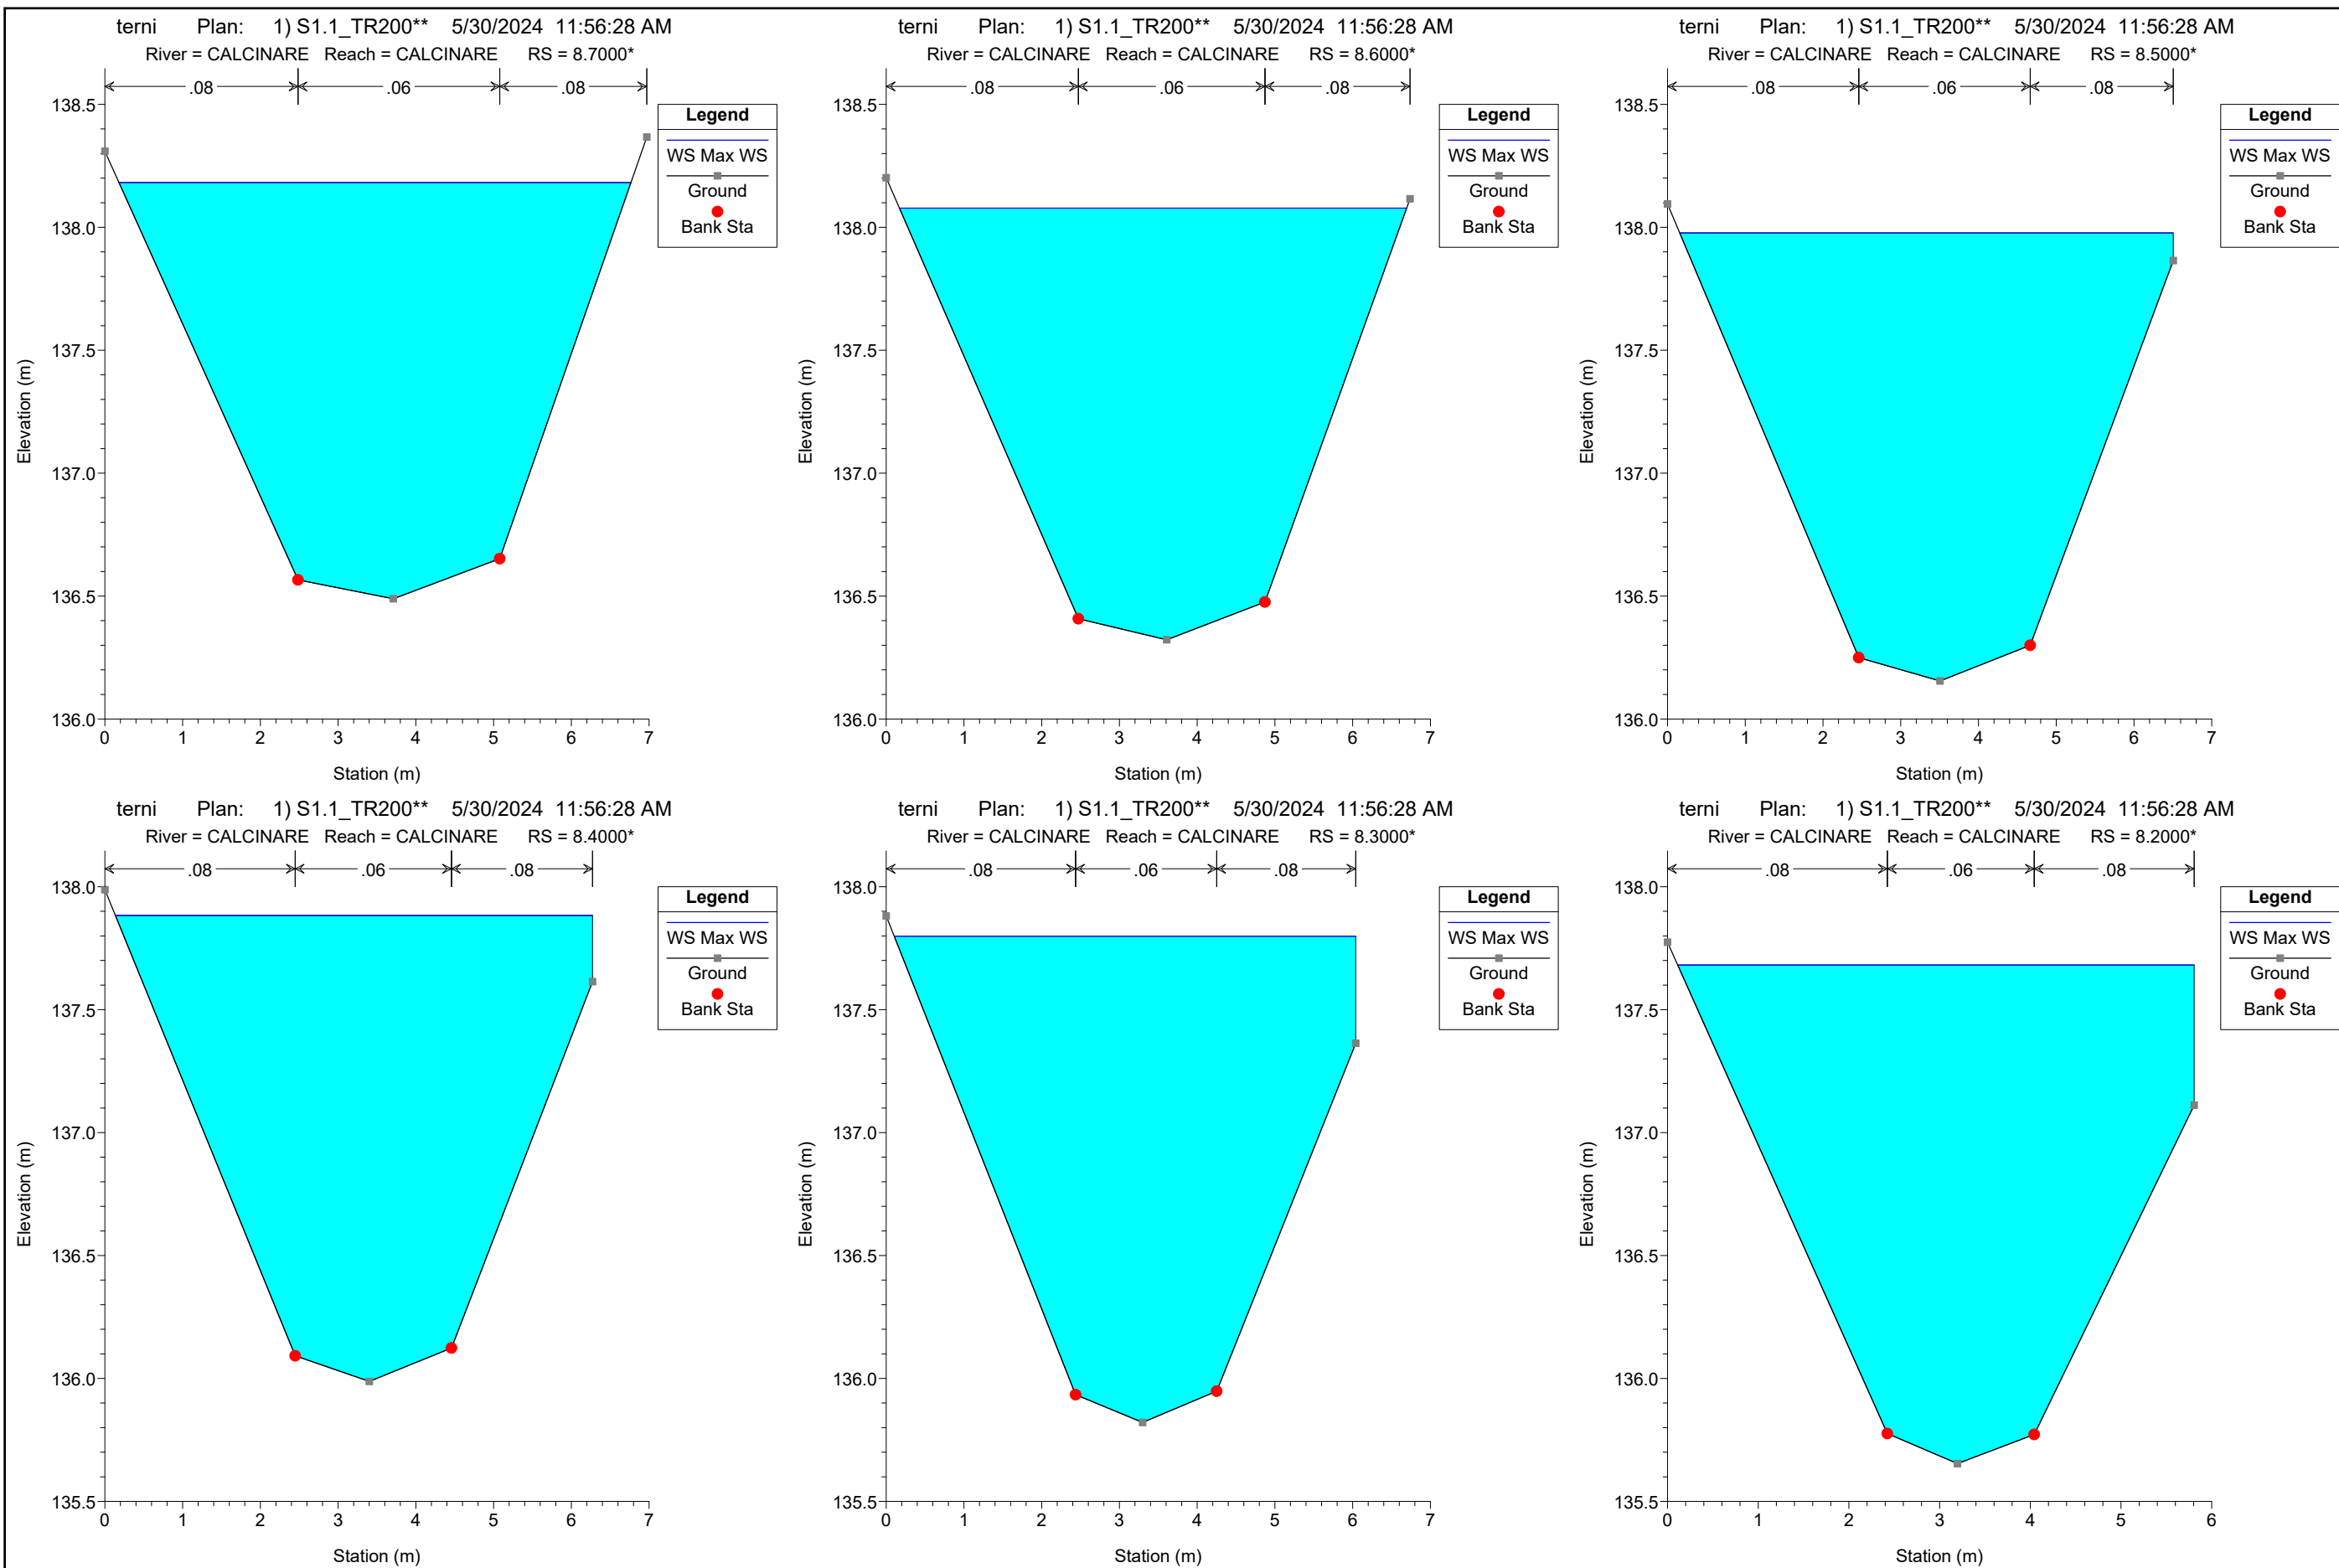 terni Plan: 1) S1.1_TR200** 5/30/2024 11:56:28 AM
River = CALCINARE Reach = CALCINARE RS = 8.7000*
.08 .06 .08
Legend
WS Max WS
Ground
Bank Sta
138.5
138.0
137.5
137.0
136.5
136.0
Elevation (m)
0 1 2 3 4 5 6 7
Station (m)
terni Plan: 1) S1.1_TR200** 5/30/2024 11:56:28 AM
River = CALCINARE Reach = CALCINARE RS = 8.6000*
.08 .06 .08
Legend
WS Max WS
Ground
Bank Sta
138.5
138.0
137.5
137.0
136.5
136.0
Elevation (m)
0 1 2 3 4 5 6 7
Station (m)
terni Plan: 1) S1.1_TR200** 5/30/2024 11:56:28 AM
River = CALCINARE Reach = CALCINARE RS = 8.5000*
.08 .06 .08
Legend
WS Max WS
Ground
Bank Sta
138.5
138.0
137.5
137.0
136.5
136.0
Elevation (m)
0 1 2 3 4 5 6 7
Station (m)
terni Plan: 1) S1.1_TR200** 5/30/2024 11:56:28 AM
River = CALCINARE Reach = CALCINARE RS = 8.4000*
.08 .06 .08
Legend
WS Max WS
Ground
Bank Sta
138.0
137.5
137.0
136.5
136.0
135.5
Elevation (m)
0 1 2 3 4 5 6 7
Station (m)
terni Plan: 1) S1.1_TR200** 5/30/2024 11:56:28 AM
River = CALCINARE Reach = CALCINARE RS = 8.3000*
.08 .06 .08
Legend
WS Max WS
Ground
Bank Sta
138.0
137.5
137.0
136.5
136.0
135.5
Elevation (m)
0 1 2 3 4 5 6 7
Station (m)
terni Plan: 1) S1.1_TR200** 5/30/2024 11:56:28 AM
River = CALCINARE Reach = CALCINARE RS = 8.2000*
.08 .06 .08
Legend
WS Max WS
Ground
Bank Sta
138.0
137.5
137.0
136.5
136.0
135.5
Elevation (m)
0 1 2 3 4 5 6
Station (m)